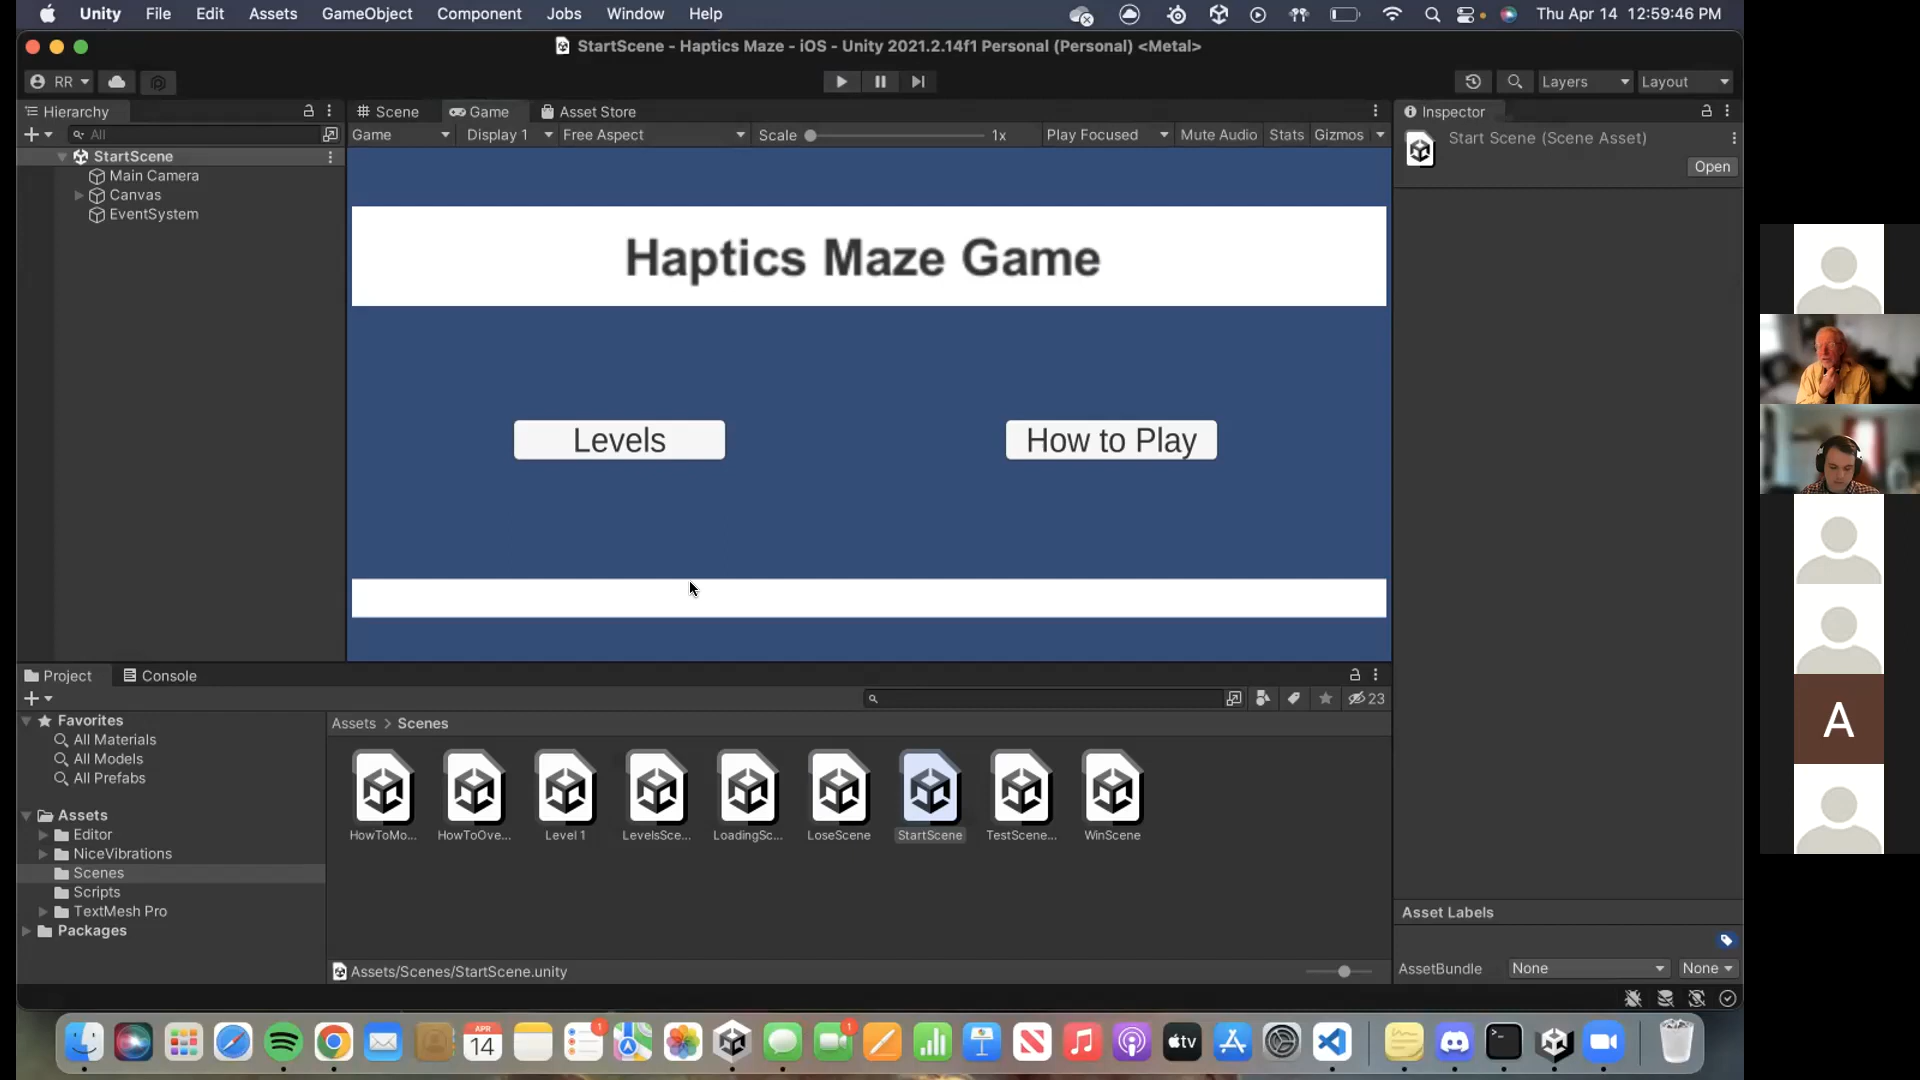 Unity File Edit Assets GameObject Component Jobs Window Help Thu Apr 14 12:59:46 PM
StartScene - Haptics Maze - iOS - Unity 2021.2.14f1 Personal (Personal) <Metal>
RR Layers Layout
Hierarchy Scene Game Asset Store Inspector
All Game Display 1 Free Aspect Scale 1x Play Focused Mute Audio Stats Gizmos
Start Scene (Scene Asset)
Open
StartScene
Main Camera
Canvas
EventSystem
Haptics Maze Game
Levels How to Play
Project Console
23
Favorites
All Materials
All Models
All Prefabs
Assets
Editor
NiceVibrations
Scenes
Scripts
TextMesh Pro
Packages
Assets > Scenes
HowToMo... HowToOve... Level 1 LevelsSce... LoadingSc... LoseScene StartScene TestScene... WinScene
Assets/Scenes/StartScene.unity
Asset Labels
AssetBundle None None
A
APR
14
1
1
tv